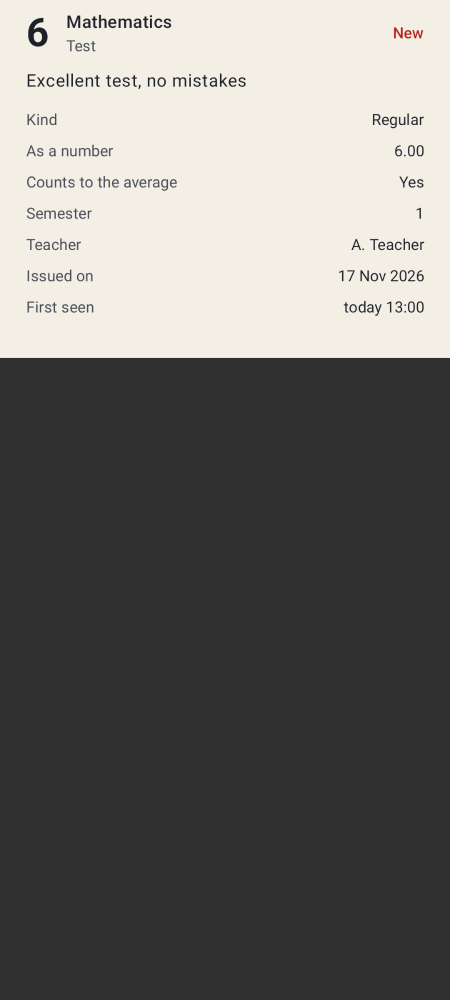 6
Mathematics
New
Test
Excellent test, no mistakes
Kind Regular
As a number 6.00
Counts to the average Yes
Semester 1
Teacher A. Teacher
Issued on 17 Nov 2026
First seen today 13:00